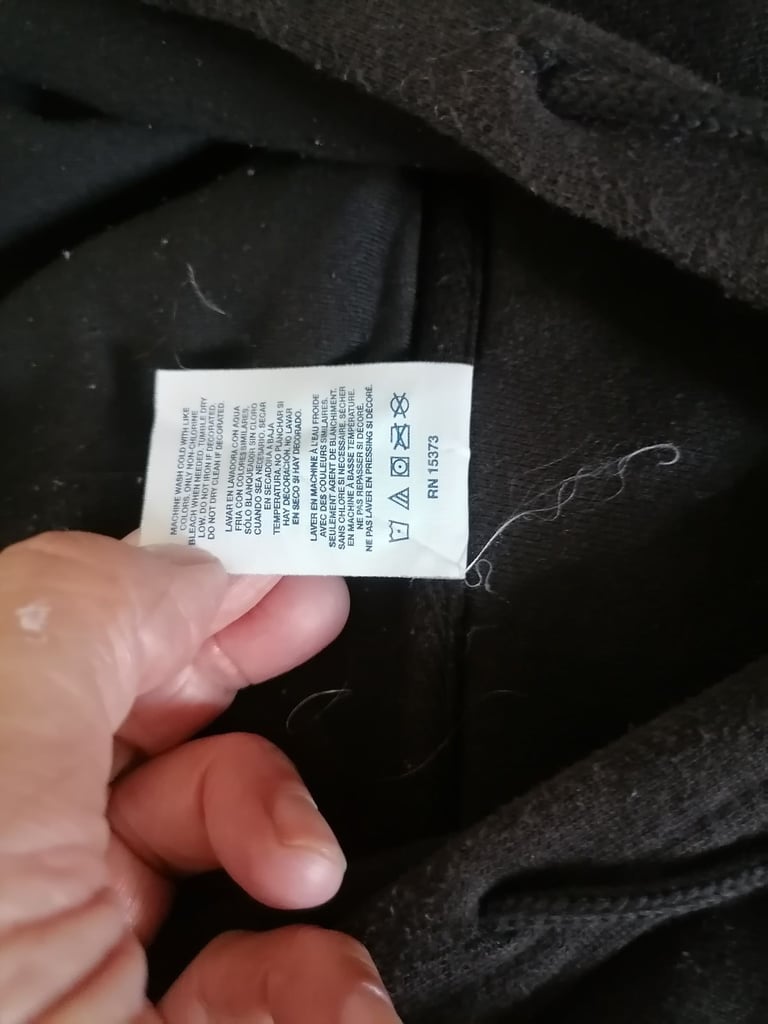 MACHINE WASH COLD WITH LIKE
COLORS, ONLY NON-CHLORINE
BLEACH WHEN NEEDED, TUMBLE DRY
LOW, DO NOT IRON IF DECORATED.
DO NOT DRY CLEAN IF DECORATED.
LAVAR EN LAVADORA CON AGUA
FRIA CON COLORES SIMILARES,
SÓLO BLANQUEADOR SIN CLORO
CUANDO SEA NECESARIO, SECAR
EN SECADORA A BAJA
TEMPERATURA, NO PLANCHAR SI
HAY DECORACIÓN, NO LAVAR
EN SECO SI HAY DECORADO.
LAVER EN MACHINE À L'EAU FROIDE
AVEC DES COULEURS SIMILAIRES.
SEULEMENT AGENT DE BLANCHIMENT.
SANS CHLORE SI NECESSAIRE. SÉCHER
EN MACHINE À BASSE TEMPÉRATURE.
NE PAS REPASSER SI DÉCORÉ.
NE PAS LAVER EN PRESSING SI DÉCORÉ.
RN 15373